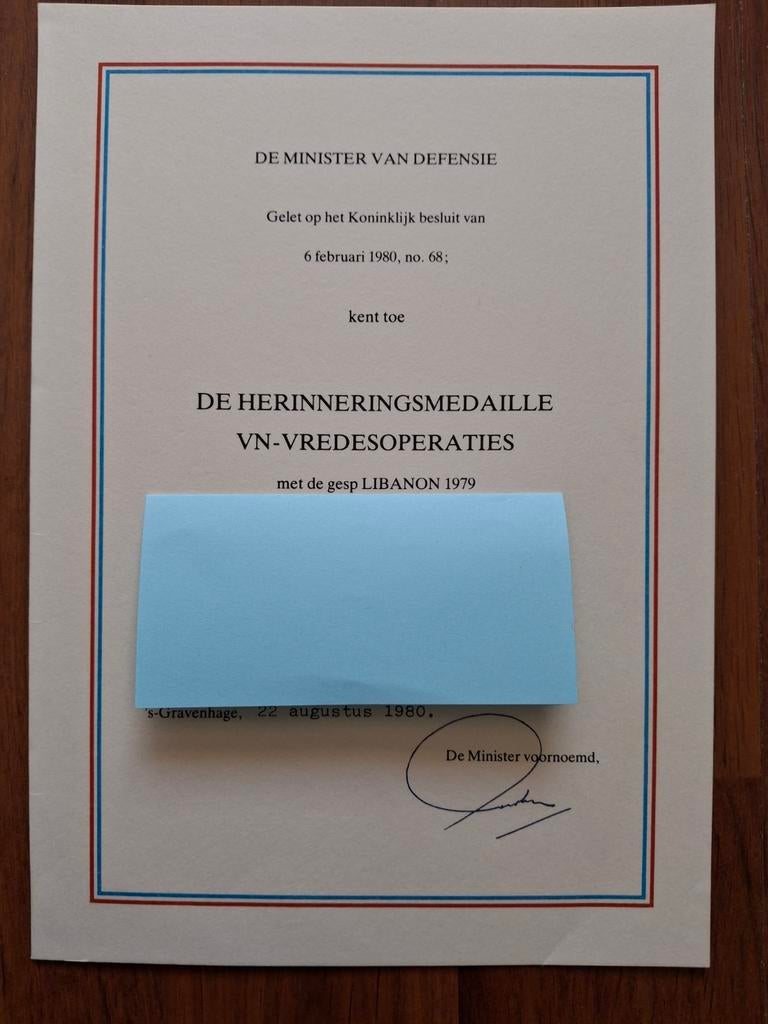 DE MINISTER VAN DEFENSIE
Gelet op het Koninklijk besluit van
6 februari 1980, no. 68;
kent toe
DE HERINNERINGSMEDAILLE
VN-VREDESOPERATIES
met de gesp LIBANON 1979
's-Gravenhage, 22 augustus 1980.
De Minister voornoemd,